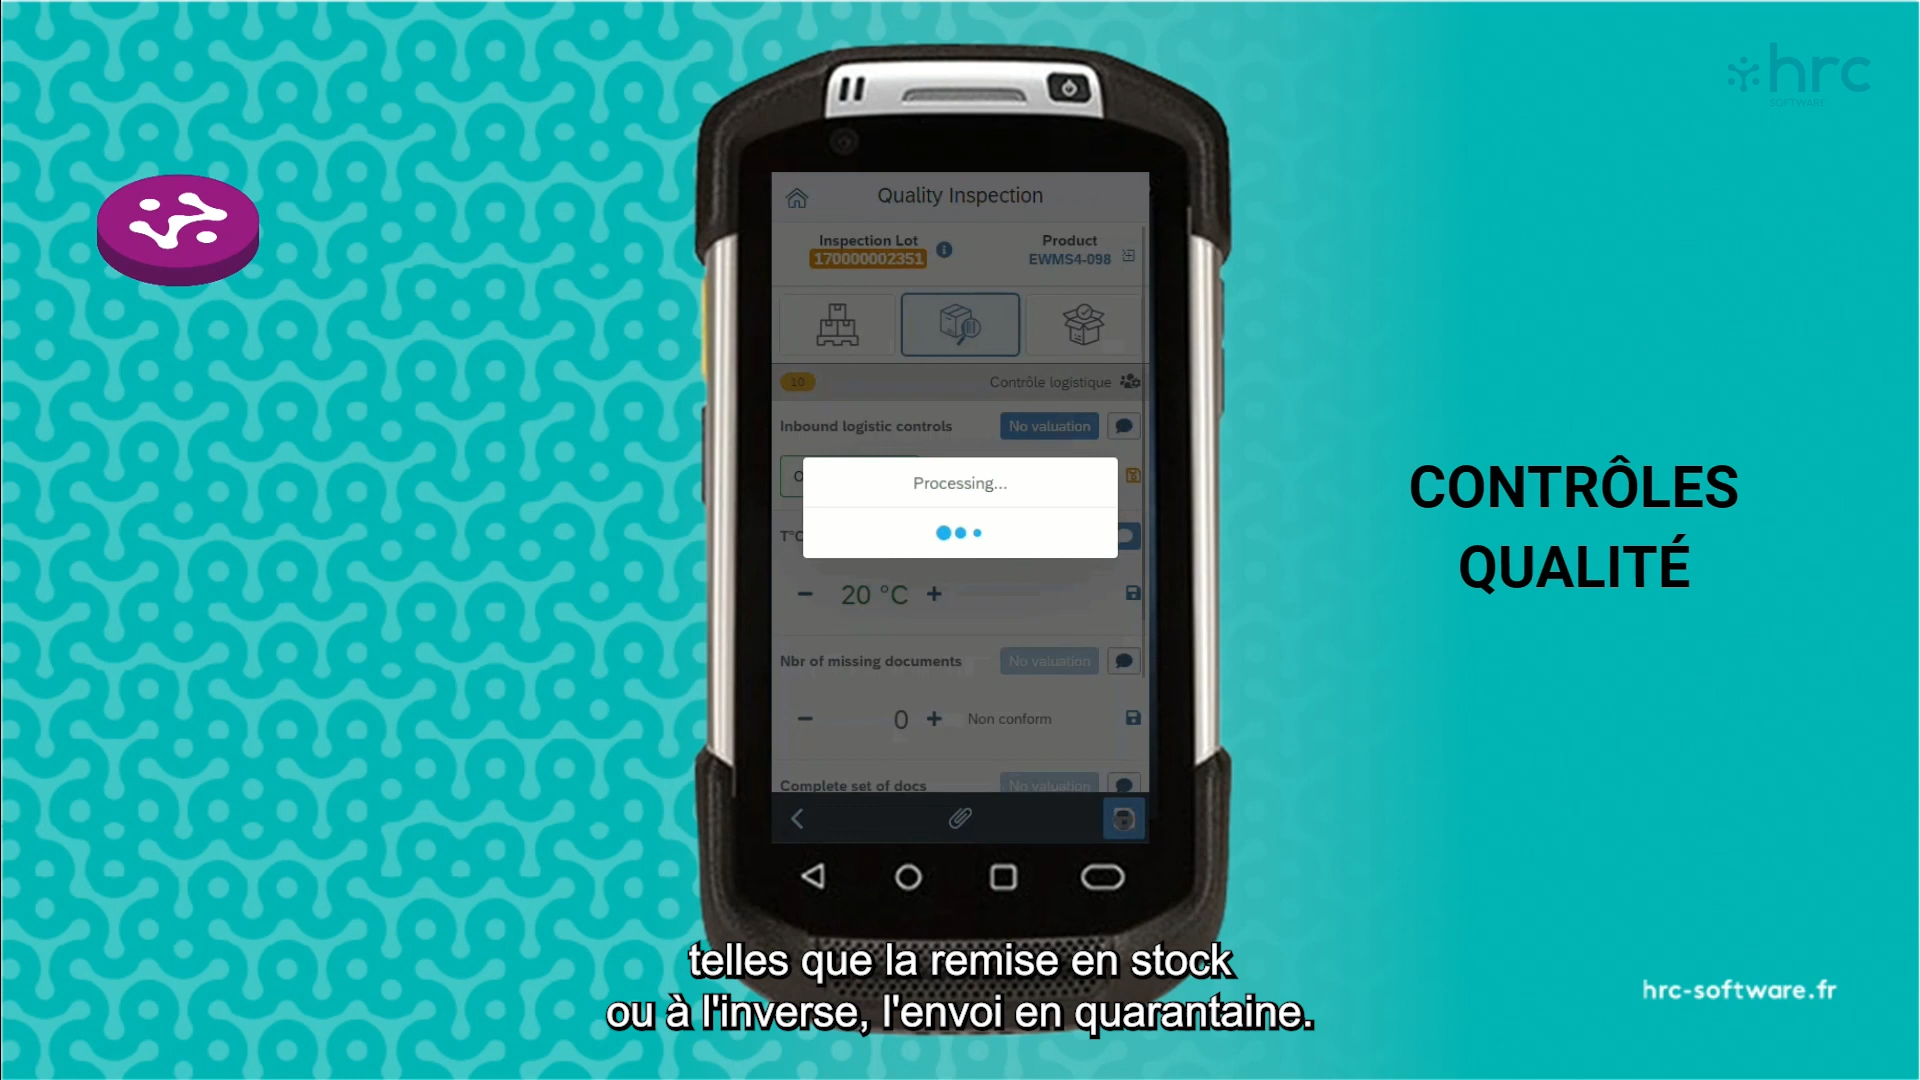 hrc
SOFTWARE
Quality Inspection
Inspection Lot
170000002351
Product
EWMS4-098
10
Contrôle logistique
Inbound logistic controls
No valuation
Processing...
T°C
20 °C
Nbr of missing documents
No valuation
0
Non conform
Complete set of docs
No valuation
CONTRÔLES
QUALITÉ
telles que la remise en stock
ou à l'inverse, l'envoi en quarantaine.
hrc-software.fr